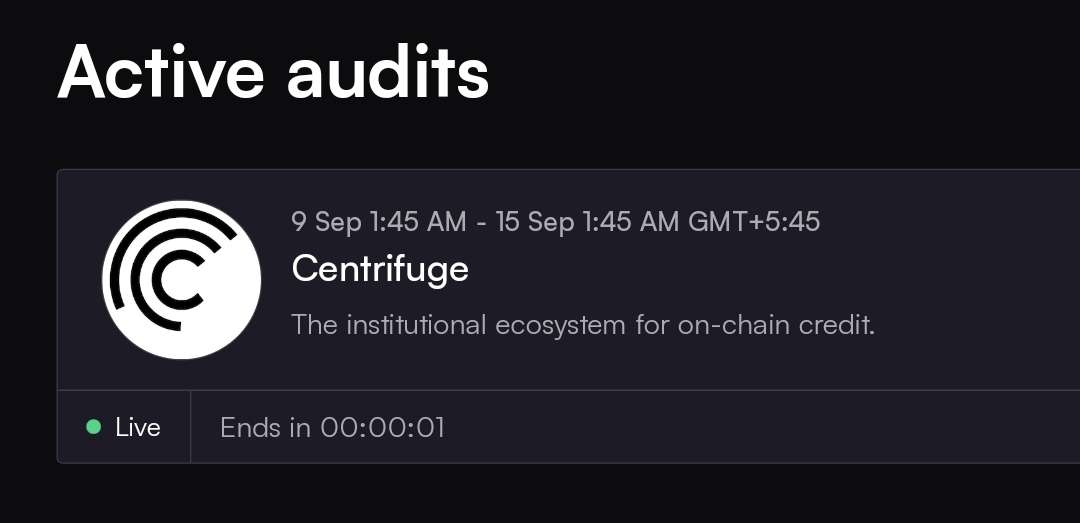 Active audits
9 Sep 1:45 AM - 15 Sep 1:45 AM GMT+5:45
Centrifuge
The institutional ecosystem for on-chain credit.
Live
Ends in 00:00:01